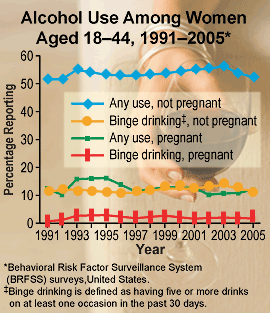 Alcohol Use Among Women
Aged 18–44, 1991–2005*
60
50
40
30
20
10
0
Percentage Reporting
Any use, not pregnant
Binge drinking‡, not pregnant
Any use, pregnant
Binge drinking, pregnant
1991 1993 1995 1997 1999 2001 2003 2005
Year
*Behavioral Risk Factor Surveillance System
(BRFSS) surveys,United States.
‡Binge drinking is defined as having five or more drinks
on at least one occasion in the past 30 days.